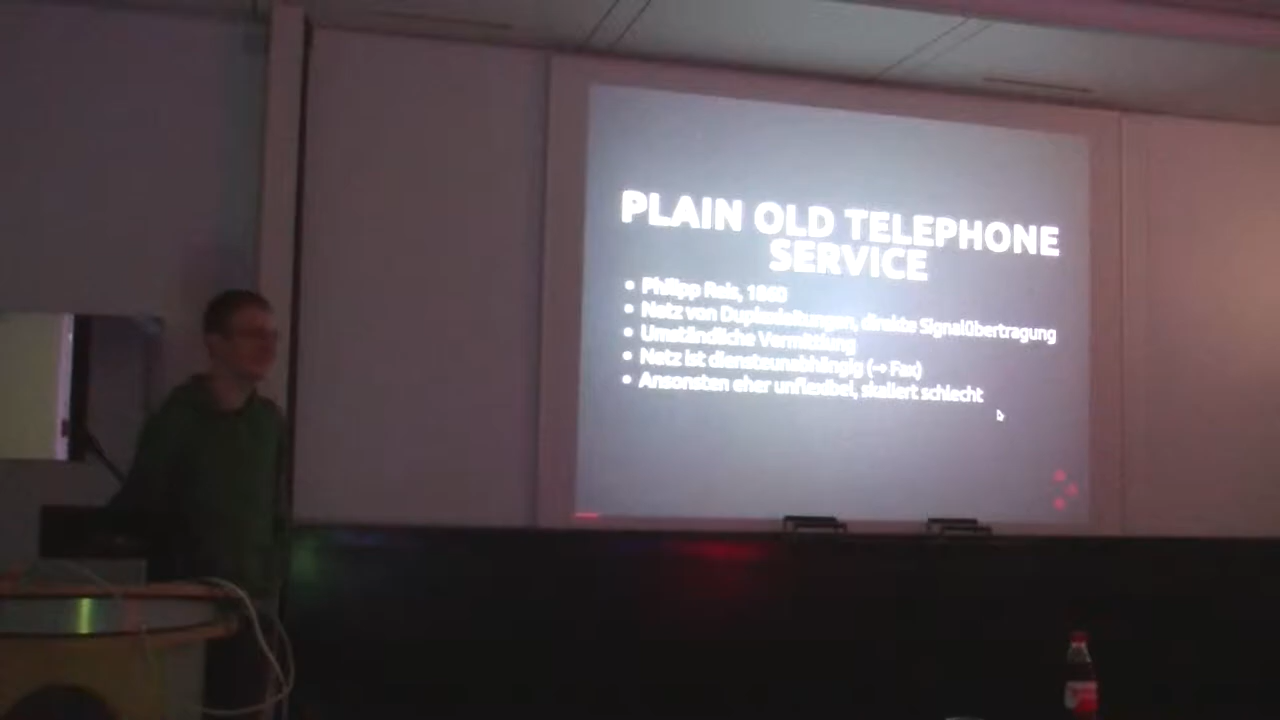 PLAIN OLD TELEPHONE
SERVICE
• Philipp Reis, 1860
• Netz von Duplexleitungen, direkte Signalübertragung
• Umständliche Vermittlung
• Netz ist diensteunabhängig (→ Fax)
• Ansonsten eher unflexibel, skaliert schlecht